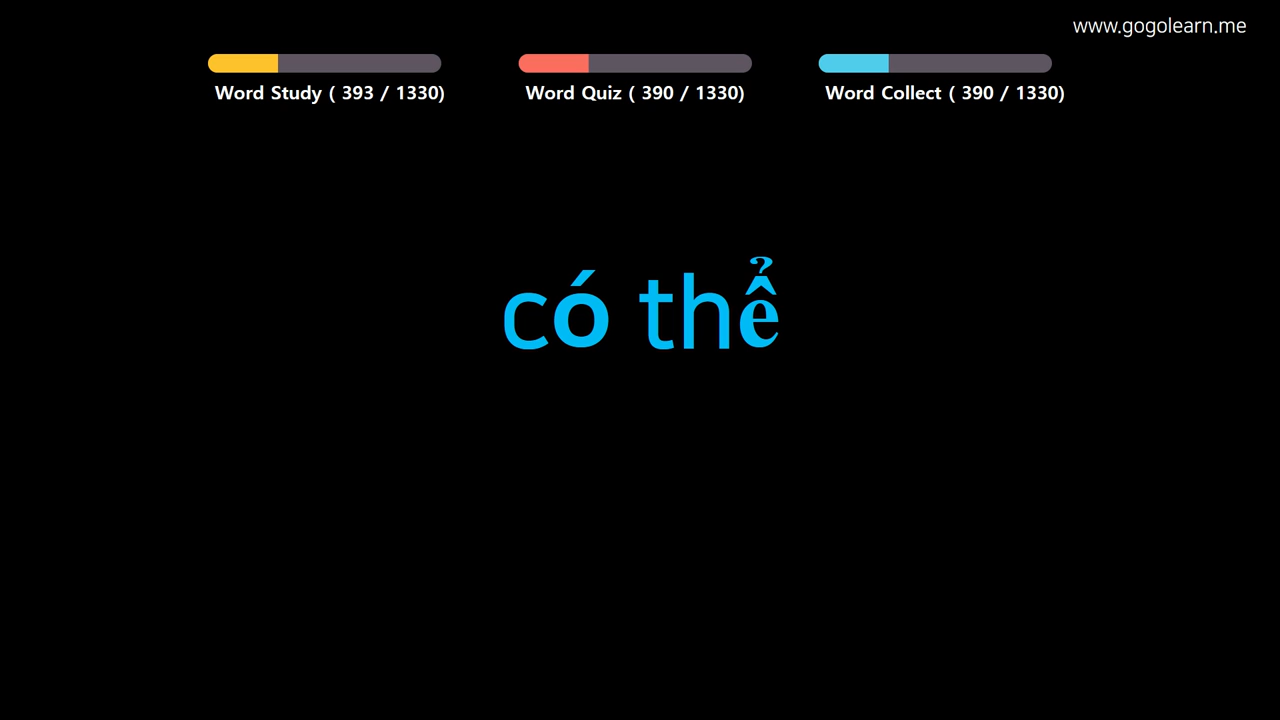 www.gogolearn.me
Word Study ( 393 / 1330)
Word Quiz ( 390 / 1330)
Word Collect ( 390 / 1330)
có thể